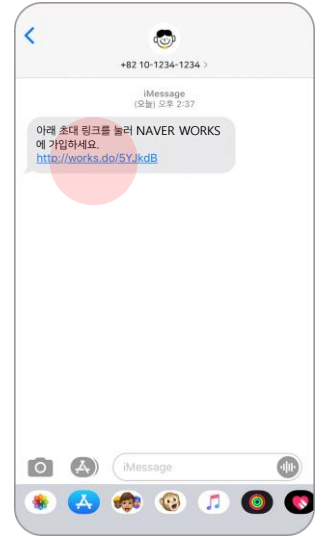 +82 10-1234-1234 >
iMessage
(오늘) 오후 2:37
아래 초대 링크를 눌러 NAVER WORKS
에 가입하세요.
http://works.do/5YJkdB
iMessage